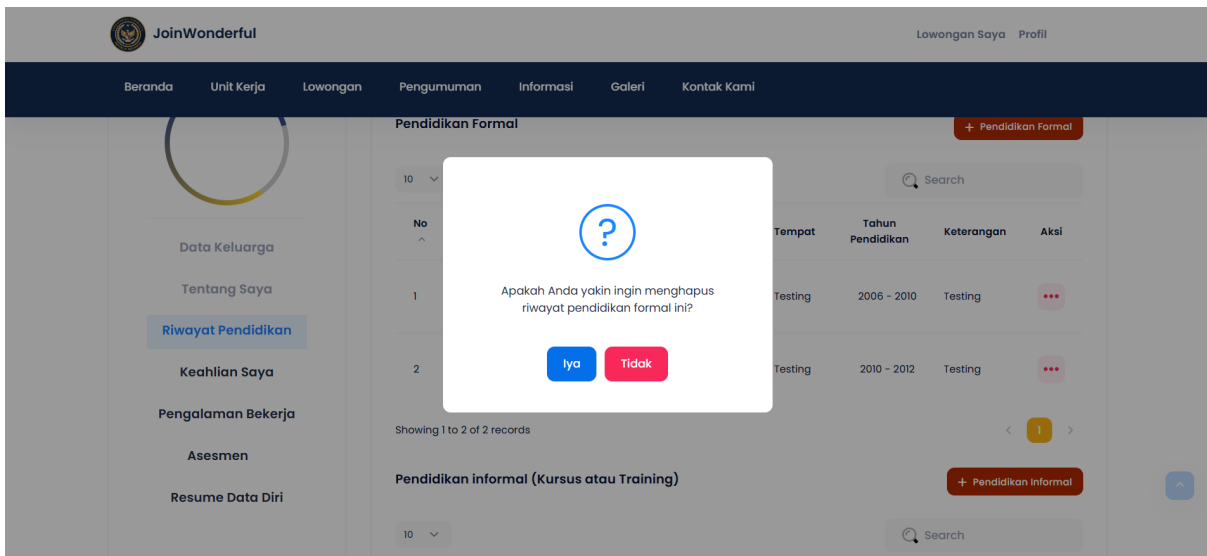 JoinWonderful
Lowongan Saya Profil
Beranda Unit Kerja Lowongan Pengumuman Informasi Galeri Kontak Kami
Pendidikan Formal
+ Pendidikan Formal
10
Search
No Tempat Tahun Pendidikan Keterangan Aksi
1 Testing 2006 - 2010 Testing
2 Testing 2010 - 2012 Testing
Showing 1 to 2 of 2 records
1
Pendidikan informal (Kursus atau Training)
+ Pendidikan Informal
10
Search
Data Keluarga
Tentang Saya
Riwayat Pendidikan
Keahlian Saya
Pengalaman Bekerja
Asesmen
Resume Data Diri
?
Apakah Anda yakin ingin menghapus
riwayat pendidikan formal ini?
Iya Tidak